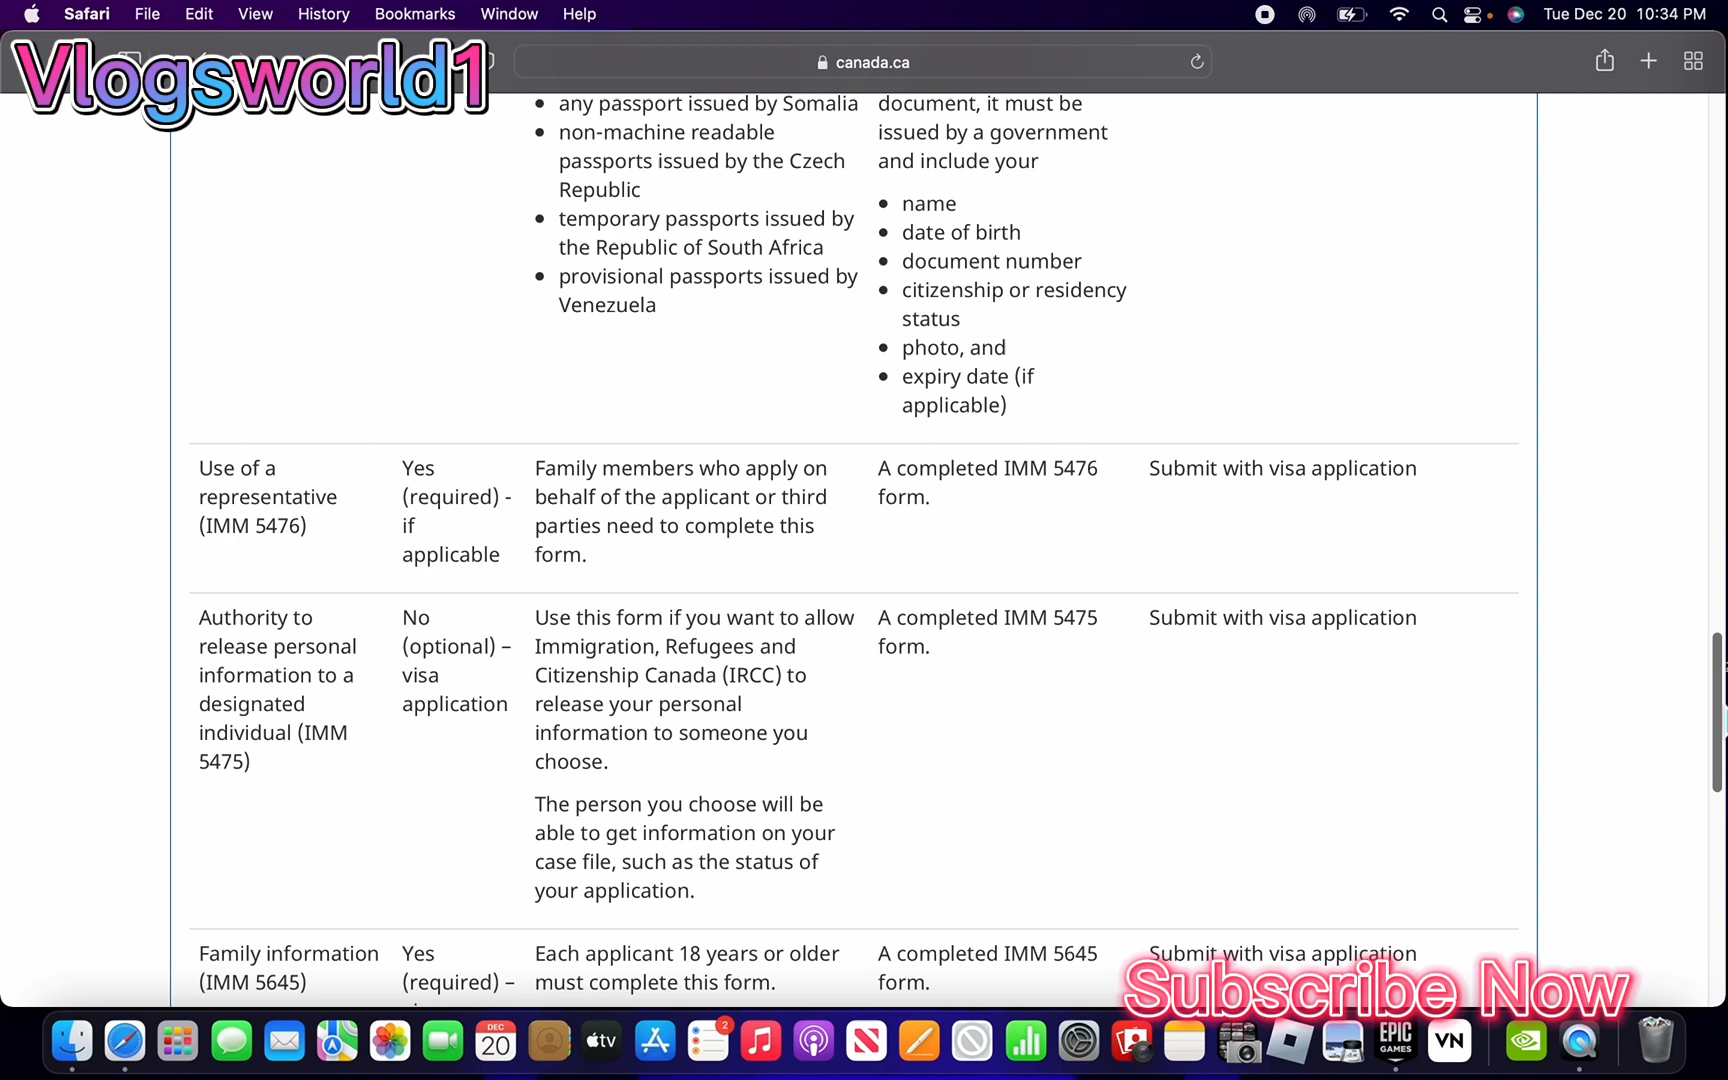 Safari File Edit View History Bookmarks Window Help Tue Dec 20 10:34 PM
Vlogsworld1
canada.ca
any passport issued by Somalia
non-machine readable
passports issued by the Czech
Republic
temporary passports issued by
the Republic of South Africa
provisional passports issued by
Venezuela
document, it must be
issued by a government
and include your
name
date of birth
document number
citizenship or residency
status
photo, and
expiry date (if
applicable)
Use of a
representative
(IMM 5476)
Yes
(required) -
if
applicable
Family members who apply on
behalf of the applicant or third
parties need to complete this
form.
A completed IMM 5476
form.
Submit with visa application
Authority to
release personal
information to a
designated
individual (IMM
5475)
No
(optional) –
visa
application
Use this form if you want to allow
Immigration, Refugees and
Citizenship Canada (IRCC) to
release your personal
information to someone you
choose.
The person you choose will be
able to get information on your
case file, such as the status of
your application.
A completed IMM 5475
form.
Submit with visa application
Family information
(IMM 5645)
Yes
(required) –
Each applicant 18 years or older
must complete this form.
A completed IMM 5645
form.
Submit with visa application
Subscribe Now
DEC
20
tv
2
EPIC
GAMES
VN